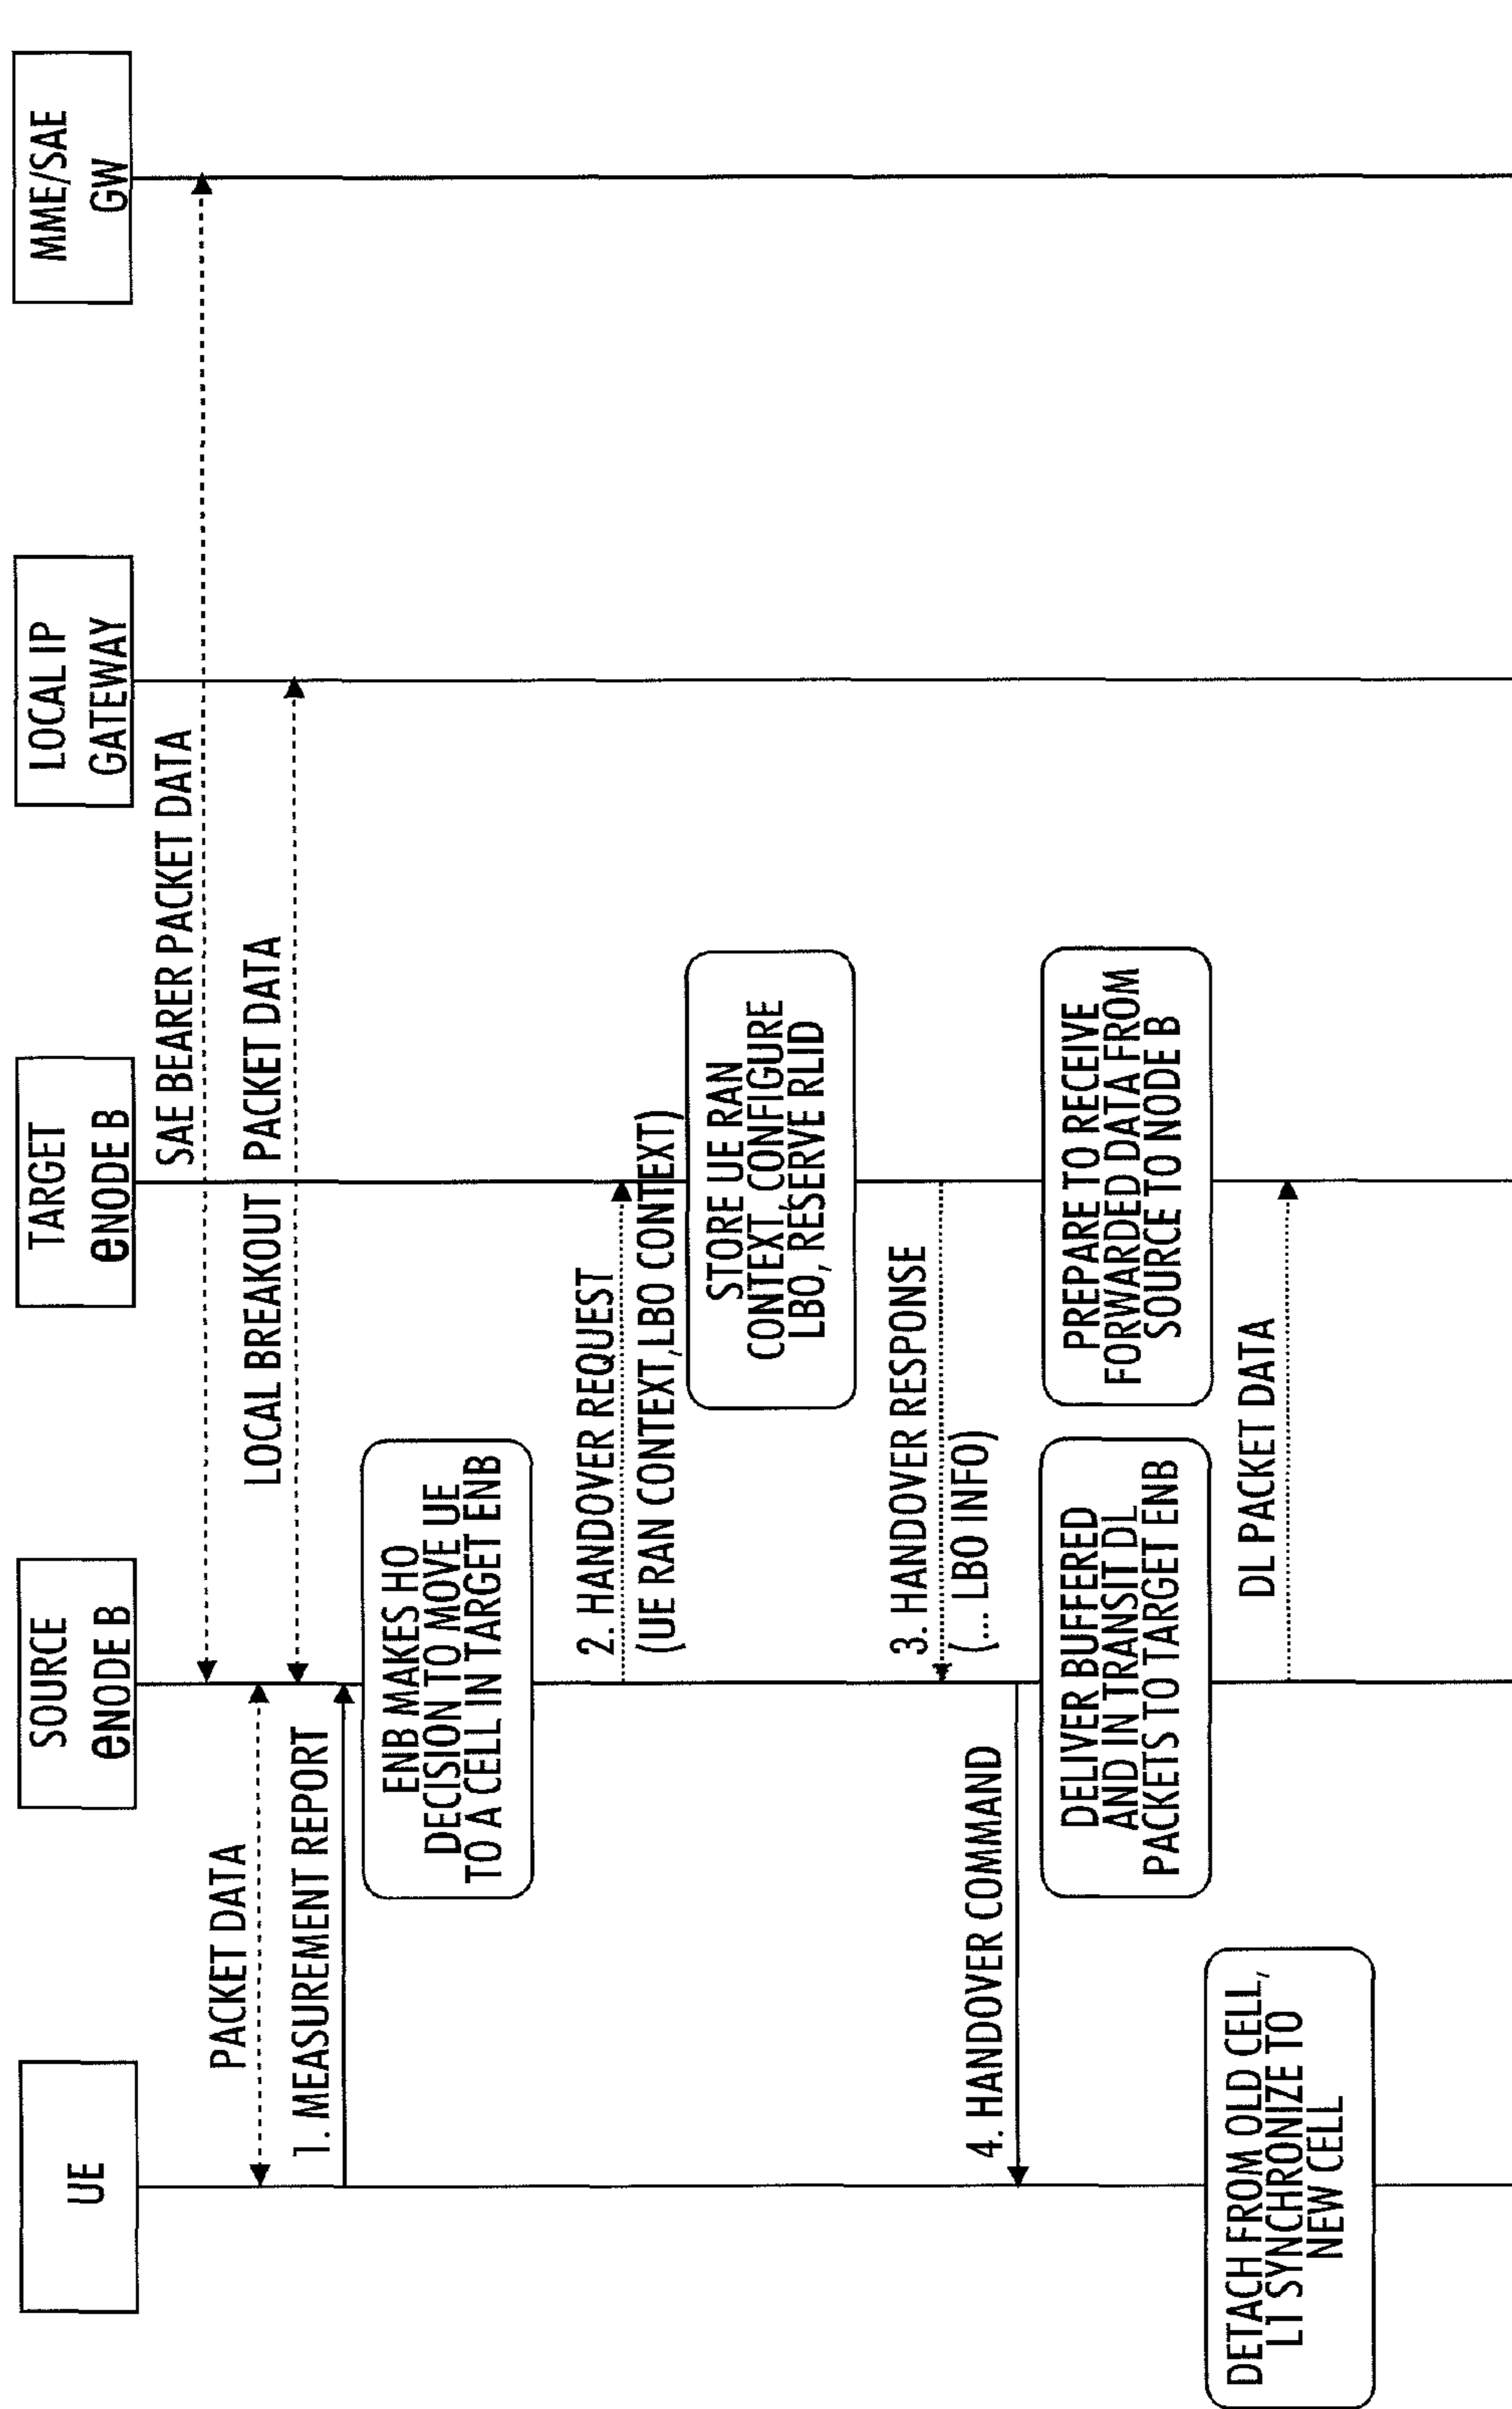 UE
SOURCE
eNODE B
TARGET
eNODE B
LOCAL IP
GATEWAY
MME/SAE
GW
SAE BEARER PACKET DATA
PACKET DATA
LOCAL BREAKOUT PACKET DATA
1. MEASUREMENT REPORT
ENB MAKES HO
DECISION TO MOVE UE
TO A CELL IN TARGET ENB
2. HANDOVER REQUEST
(UE RAN CONTEXT,LBO CONTEXT)
STORE UE RAN
CONTEXT, CONFIGURE
LBO, RESERVE RLID
3. HANDOVER RESPONSE
(... LBO INFO)
4. HANDOVER COMMAND
DELIVER BUFFERED
AND IN TRANSIT DL
PACKETS TO TARGET ENB
PREPARE TO RECEIVE
FORWARDED DATA FROM
SOURCE TO NODE B
DETACH FROM OLD CELL,
L1 SYNCHRONIZE TO
NEW CELL
DL PACKET DATA